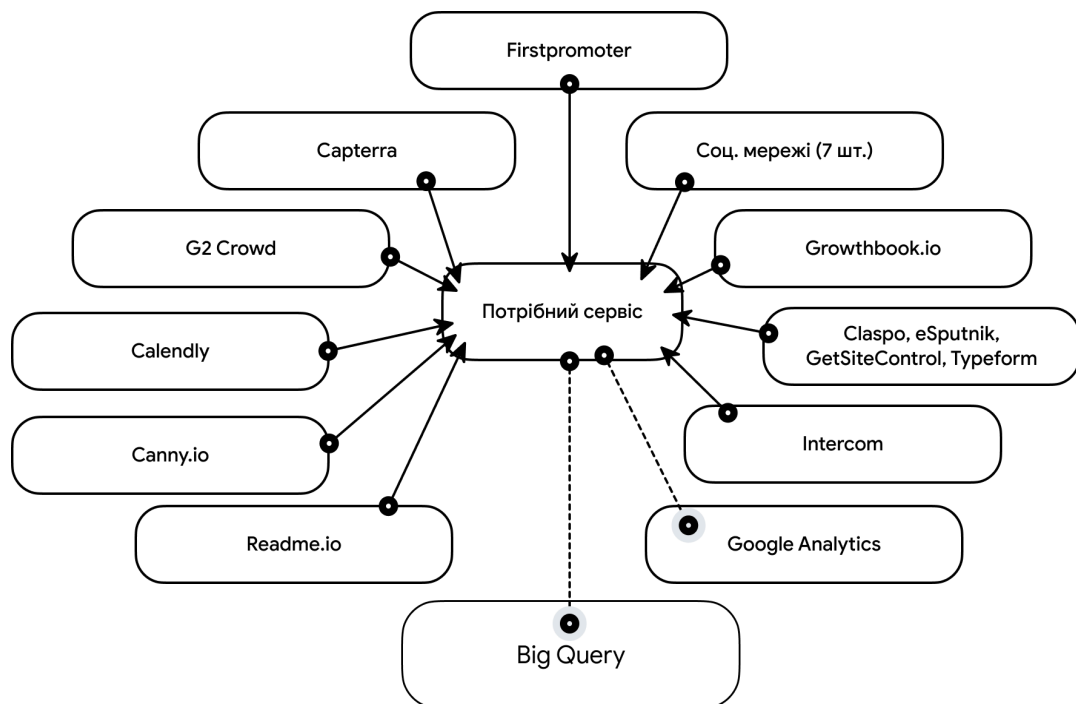 Firstpromoter
Capterra
Соц. мережі (7 шт.)
G2 Crowd
Growthbook.io
Потрібний сервіс
Calendly
Claspo, eSputnik,
GetSiteControl, Typeform
Canny.io
Intercom
Readme.io
Google Analytics
Big Query